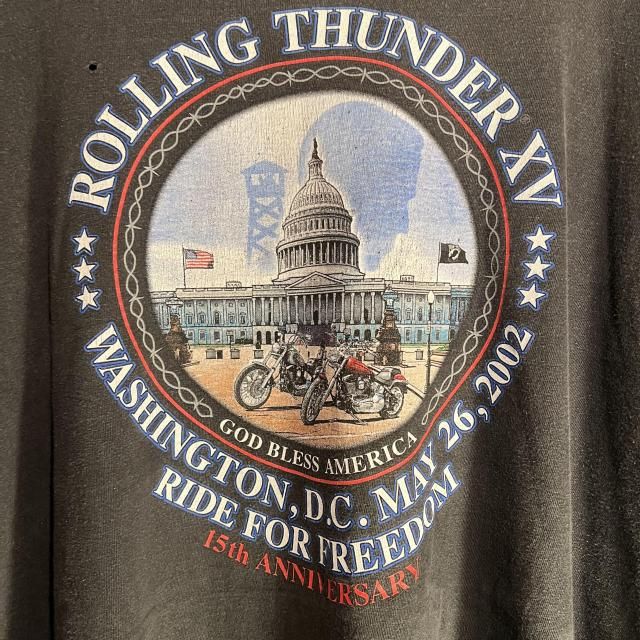 ROLLING THUNDER XV
GOD BLESS AMERICA
WASHINGTON, D.C. MAY 26, 2002
RIDE FOR FREEDOM
15th ANNIVERSARY